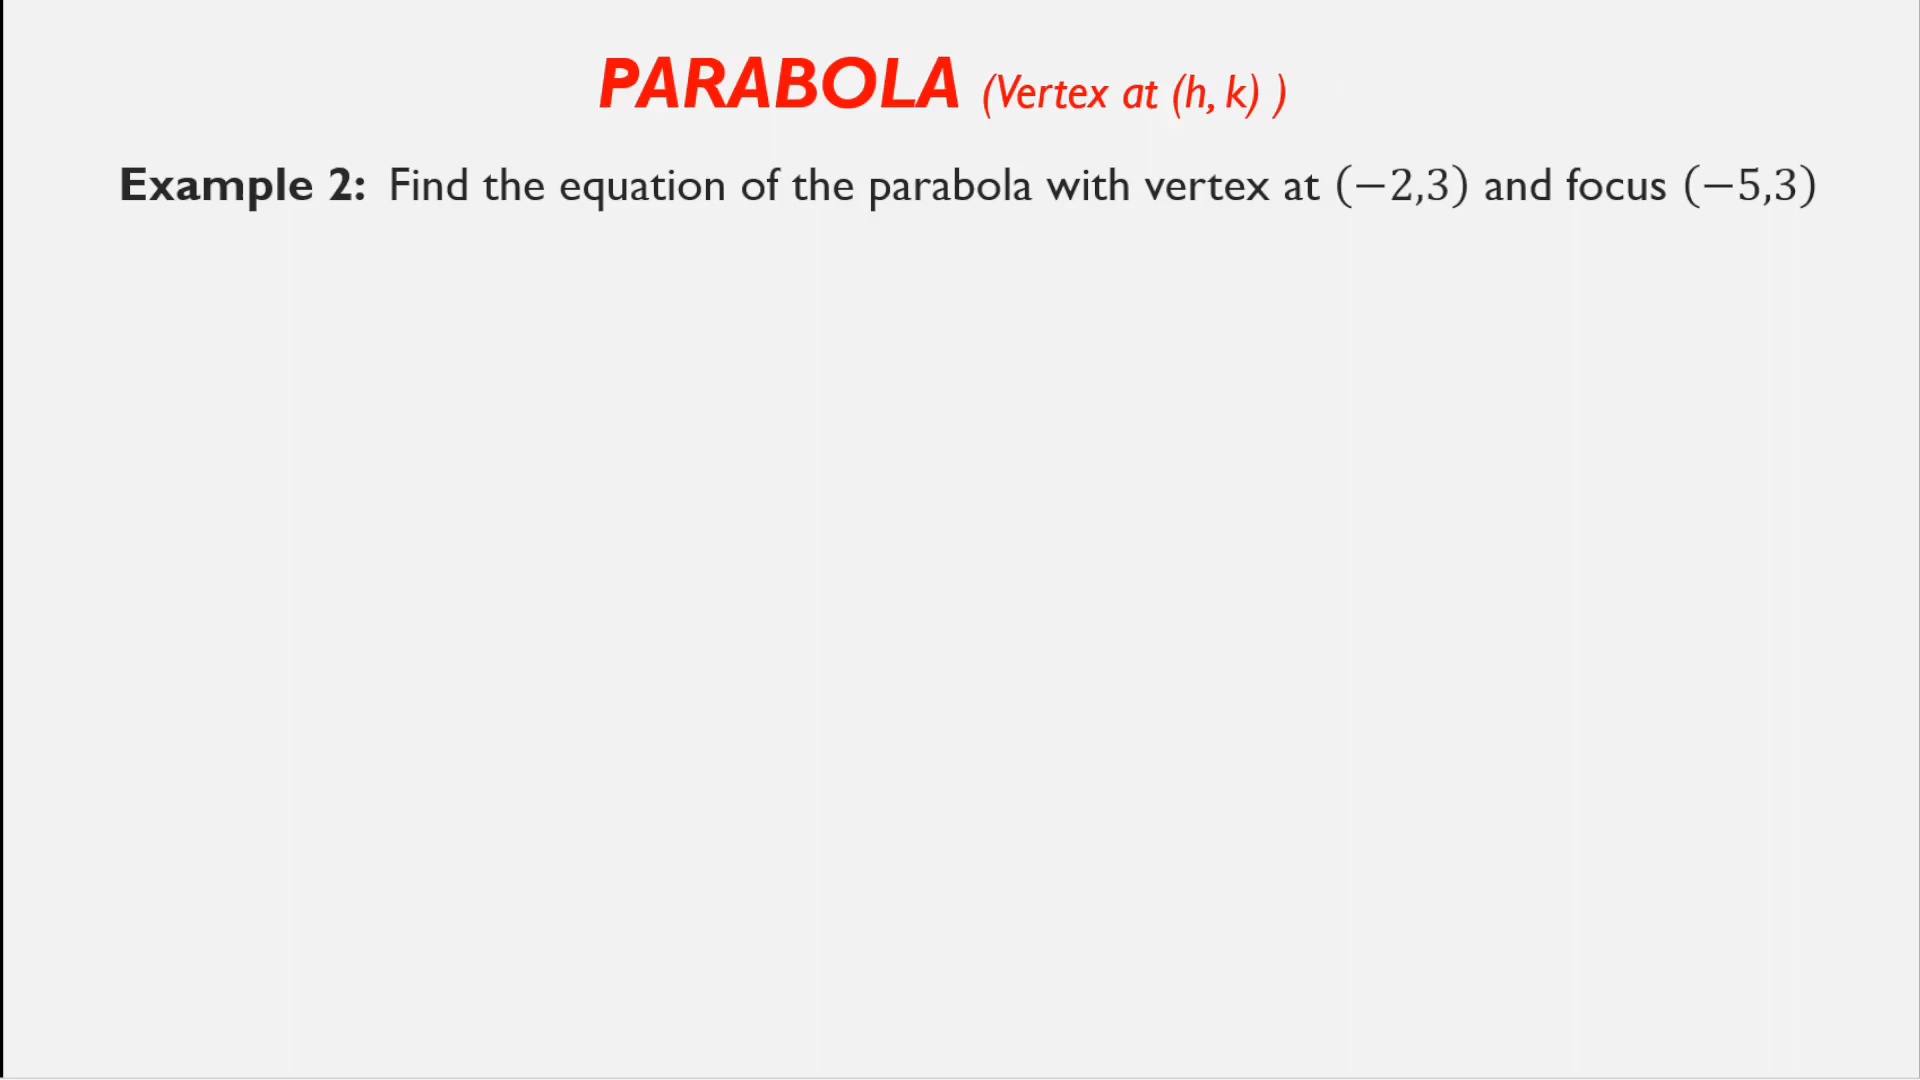 PARABOLA (Vertex at (h, k) )
Example 2: Find the equation of the parabola with vertex at (−2,3) and focus (−5,3)